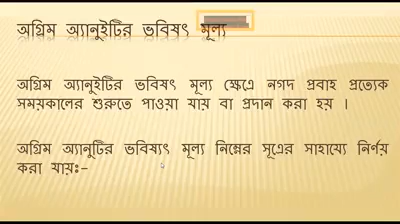 অগ্রিম অ্যানুইটির ভবিষৎ মূল্য
অগ্রিম অ্যানুইটির ভবিষৎ মূল্য ক্ষেত্রে নগদ প্রবাহ প্রত্যেক
সময়কালের শুরুতে পাওয়া যায় বা প্রদান করা হয় ।
অগ্রিম অ্যানুটির ভবিষ্যৎ মূল্য নিম্নের সূত্রের সাহায্যে নির্ণয়
করা যায়ঃ-